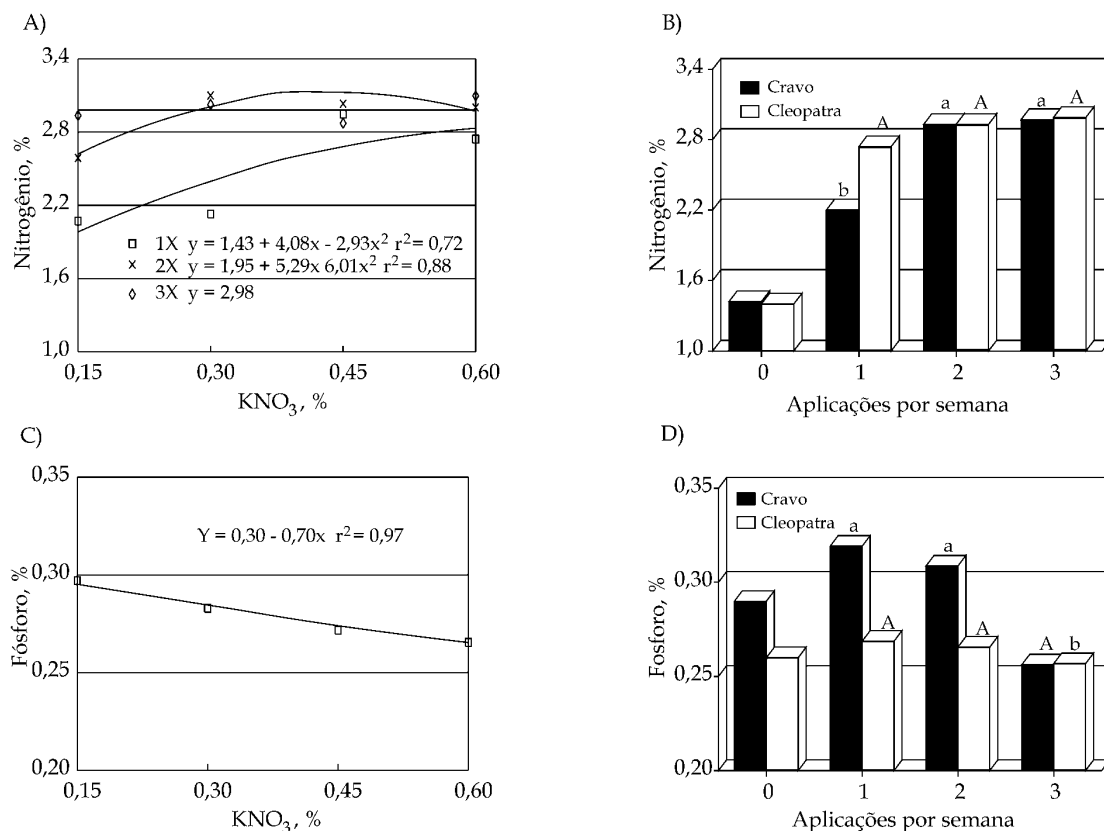 A)
3,4
2,8
2,2
1,6
1,0
Nitrogênio, %
1X y = 1,43 + 4,08x - 2,93x² r² = 0,72
2X y = 1,95 + 5,29x 6,01x² r² = 0,88
3X y = 2,98
0,15 0,30 0,45 0,60
KNO₃, %
B)
3,4
2,8
2,2
1,6
1,0
Nitrogênio, %
Cravo
Cleopatra
b A a A a A
0 1 2 3
Aplicações por semana
C)
0,35
0,30
0,25
0,20
Fósforo, %
Y = 0,30 - 0,70x r² = 0,97
0,15 0,30 0,45 0,60
KNO₃, %
D)
0,35
0,30
0,25
0,20
Fosforo, %
Cravo
Cleopatra
a A a A A b
0 1 2 3
Aplicações por semana